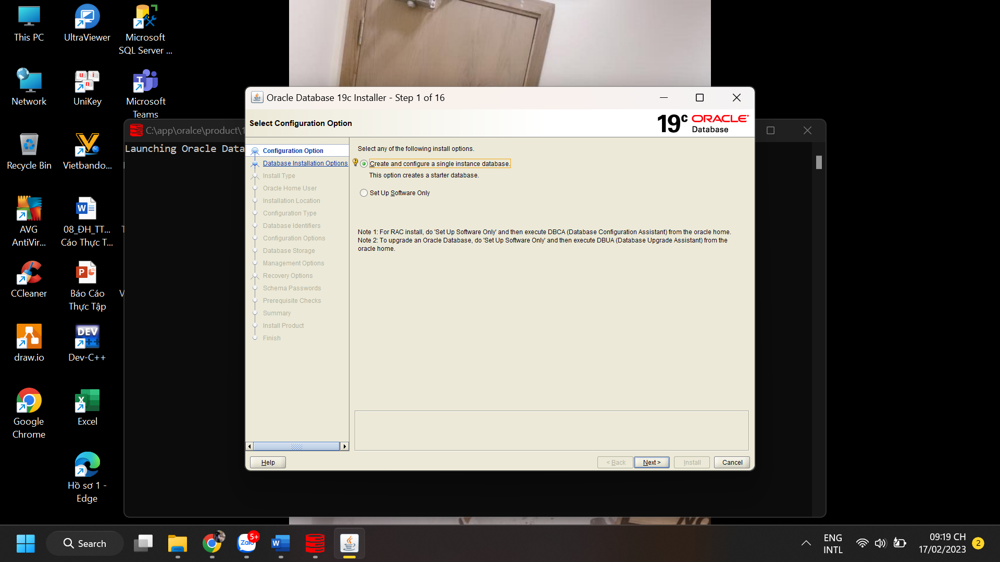 This PC
UltraViewer
Microsoft
SQL Server ...
Network
UniKey
Microsoft
Teams
Recycle Bin
Vietbando...
AVG
AntiVir...
08_ĐH_TT...
Cáo Thực T...
CCleaner
Báo Cáo
Thực Tập
draw.io
Dev-C++
Google
Chrome
Excel
Hồ sơ 1 -
Edge
C:\app\oralce\product\1
Launching Oracle Data
Oracle Database 19c Installer - Step 1 of 16
Select Configuration Option
19c ORACLE
Database
Configuration Option
Database Installation Options
Install Type
Oracle Home User
Installation Location
Configuration Type
Database Identifiers
Configuration Options
Database Storage
Management Options
Recovery Options
Schema Passwords
Prerequisite Checks
Summary
Install Product
Finish
Select any of the following install options.
Create and configure a single instance database.
This option creates a starter database.
Set Up Software Only
Note 1: For RAC install, do 'Set Up Software Only' and then execute DBCA (Database Configuration Assistant) from the oracle home.
Note 2: To upgrade an Oracle Database, do 'Set Up Software Only' and then execute DBUA (Database Upgrade Assistant) from the
oracle home.
Help
< Back
Next >
Install
Cancel
Search
Zalo
5+
ENG
INTL
09:19 CH
17/02/2023
2